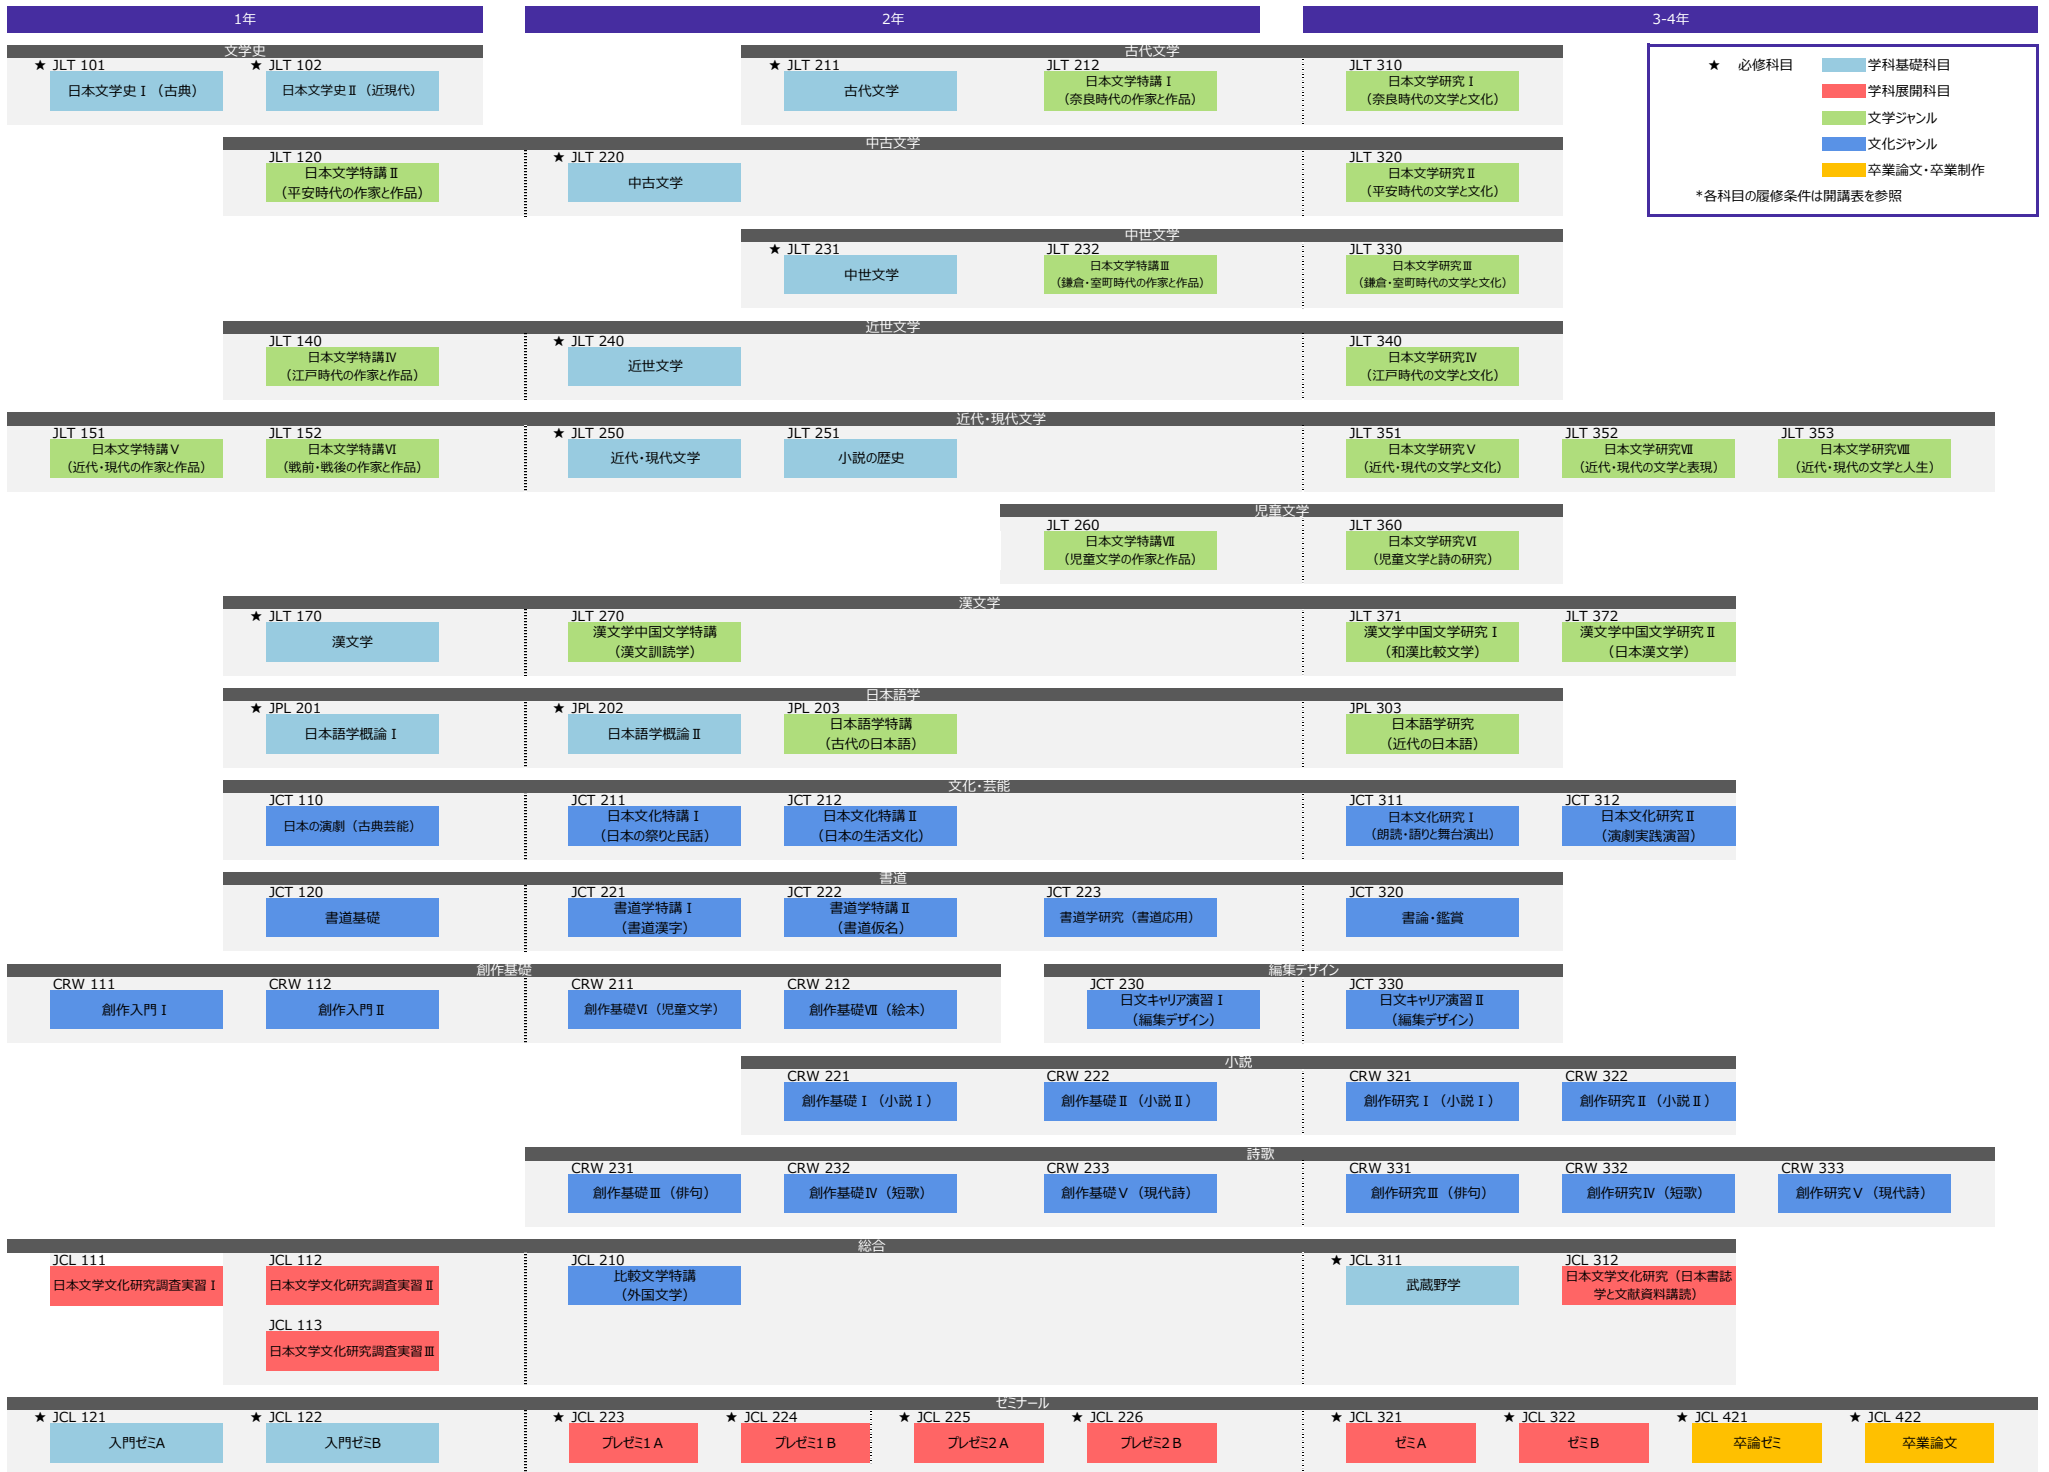 1年
2年
3-4年
文学史
★ JLT 101
★ JLT 102
日本文学史Ⅰ（古典）
日本文学史Ⅱ（近現代）
古代文学
★ JLT 211
JLT 212
JLT 310
古代文学
日本文学特講Ⅰ
（奈良時代の作家と作品）
日本文学研究Ⅰ
（奈良時代の文学と文化）
★ 必修科目
学科基礎科目
学科展開科目
文学ジャンル
文化ジャンル
卒業論文・卒業制作
*各科目の履修条件は開講表を参照
中古文学
JLT 120
★ JLT 220
JLT 320
日本文学特講Ⅱ
（平安時代の作家と作品）
中古文学
日本文学研究Ⅱ
（平安時代の文学と文化）
中世文学
★ JLT 231
JLT 232
JLT 330
中世文学
日本文学特講Ⅲ
（鎌倉・室町時代の作家と作品）
日本文学研究Ⅲ
（鎌倉・室町時代の文学と文化）
近世文学
JLT 140
★ JLT 240
JLT 340
日本文学特講Ⅳ
（江戸時代の作家と作品）
近世文学
日本文学研究Ⅳ
（江戸時代の文学と文化）
近代・現代文学
JLT 151
JLT 152
★ JLT 250
JLT 251
JLT 351
JLT 352
JLT 353
日本文学特講Ⅴ
（近代・現代の作家と作品）
日本文学特講Ⅵ
（戦前・戦後の作家と作品）
近代・現代文学
小説の歴史
日本文学研究Ⅴ
（近代・現代の文学と文化）
日本文学研究Ⅶ
（近代・現代の文学と表現）
日本文学研究Ⅷ
（近代・現代の文学と人生）
児童文学
JLT 260
JLT 360
日本文学特講Ⅶ
（児童文学の作家と作品）
日本文学研究Ⅵ
（児童文学と詩の研究）
漢文学
★ JLT 170
JLT 270
JLT 371
JLT 372
漢文学
漢文学中国文学特講
（漢文訓読学）
漢文学中国文学研究Ⅰ
（和漢比較文学）
漢文学中国文学研究Ⅱ
（日本漢文学）
日本語学
★ JPL 201
★ JPL 202
JPL 203
JPL 303
日本語学概論Ⅰ
日本語学概論Ⅱ
日本語学特講
（古代の日本語）
日本語学研究
（近代の日本語）
文化・芸能
JCT 110
JCT 211
JCT 212
JCT 311
JCT 312
日本の演劇（古典芸能）
日本文化特講Ⅰ
（日本の祭りと民話）
日本文化特講Ⅱ
（日本の生活文化）
日本文化研究Ⅰ
（朗読・語りと舞台演出）
日本文化研究Ⅱ
（演劇実践演習）
書道
JCT 120
JCT 221
JCT 222
JCT 223
JCT 320
書道基礎
書道学特講Ⅰ
（書道漢字）
書道学特講Ⅱ
（書道仮名）
書道学研究（書道応用）
書論・鑑賞
創作基礎
CRW 111
CRW 112
CRW 211
CRW 212
創作入門Ⅰ
創作入門Ⅱ
創作基礎Ⅵ（児童文学）
創作基礎Ⅶ（絵本）
編集デザイン
JCT 230
JCT 330
日文キャリア演習Ⅰ
（編集デザイン）
日文キャリア演習Ⅱ
（編集デザイン）
小説
CRW 221
CRW 222
CRW 321
CRW 322
創作基礎Ⅰ（小説Ⅰ）
創作基礎Ⅱ（小説Ⅱ）
創作研究Ⅰ（小説Ⅰ）
創作研究Ⅱ（小説Ⅱ）
詩歌
CRW 231
CRW 232
CRW 233
CRW 331
CRW 332
CRW 333
創作基礎Ⅲ（俳句）
創作基礎Ⅳ（短歌）
創作基礎Ⅴ（現代詩）
創作研究Ⅲ（俳句）
創作研究Ⅳ（短歌）
創作研究Ⅴ（現代詩）
総合
JCL 111
JCL 112
JCL 210
★ JCL 311
JCL 312
日本文学文化研究調査実習Ⅰ
日本文学文化研究調査実習Ⅱ
比較文学特講
（外国文学）
武蔵野学
日本文学文化研究（日本書誌
学と文献資料講読）
JCL 113
日本文学文化研究調査実習Ⅲ
ゼミナール
★ JCL 121
★ JCL 122
★ JCL 223
★ JCL 224
★ JCL 225
★ JCL 226
★ JCL 321
★ JCL 322
★ JCL 421
★ JCL 422
入門ゼミA
入門ゼミB
プレゼミ1A
プレゼミ1B
プレゼミ2A
プレゼミ2B
ゼミA
ゼミB
卒論ゼミ
卒業論文